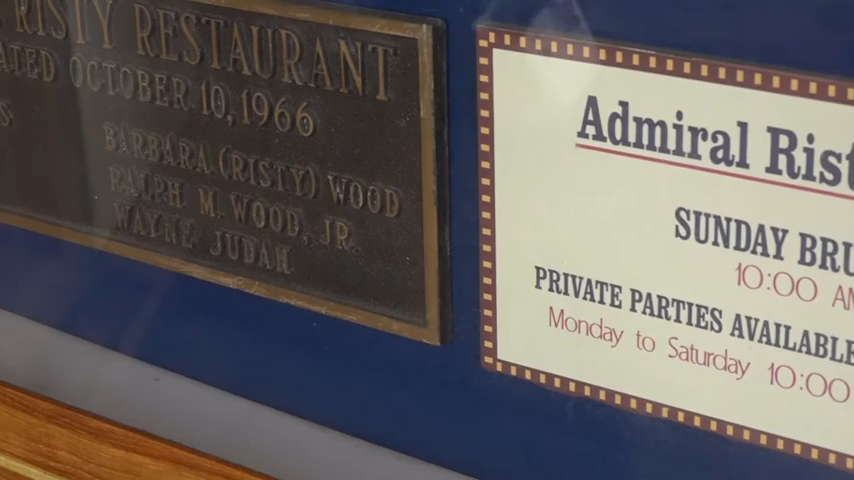 RISTY RESTAURANT
ATED OCTOBER 10, 1966
S.
BARBARA (RISTY) WOOD
RALPH M. WOOD, JR.
WAYNE JUDAH
Admiral Rist
SUNDAY BRU
10:00 AM
PRIVATE PARTIES AVAILABLE
Monday to Saturday 10:00